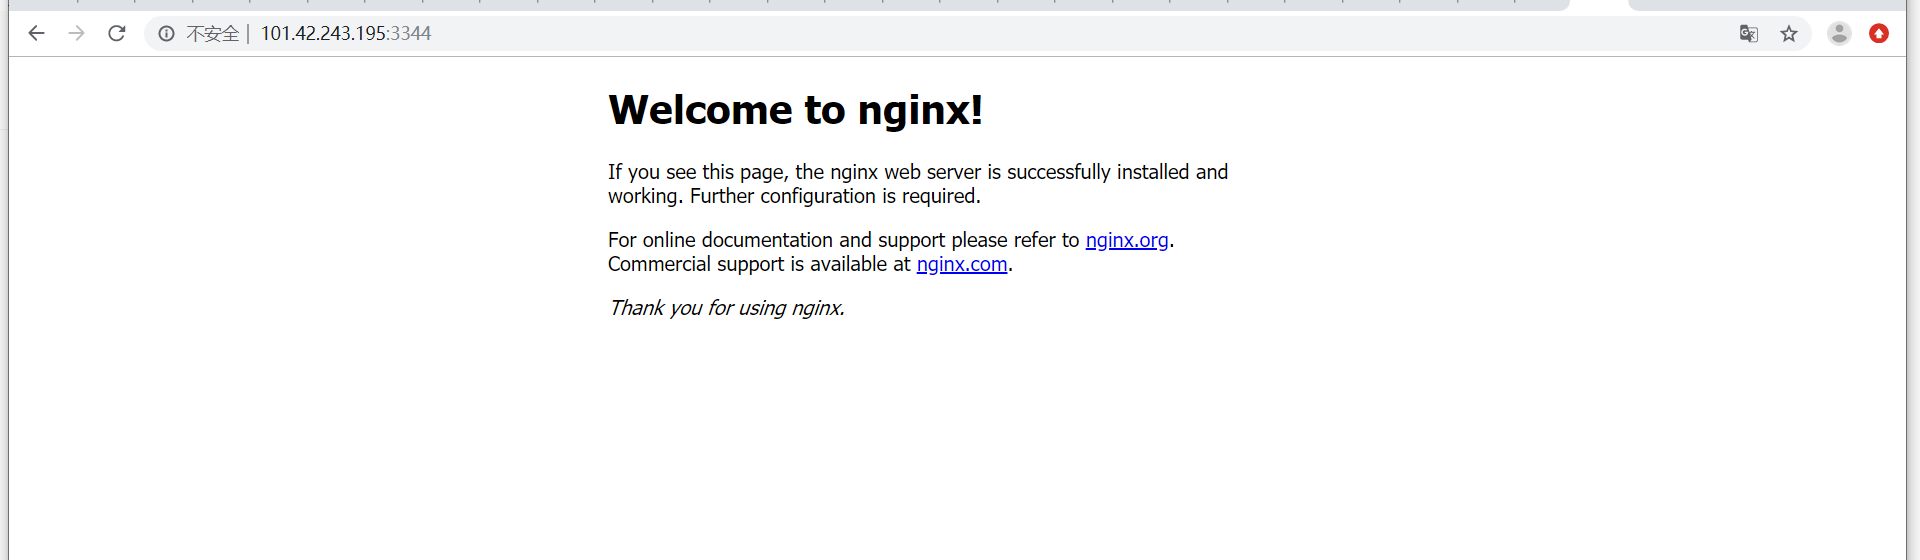 不安全 | 101.42.243.195:3344
Welcome to nginx!
If you see this page, the nginx web server is successfully installed and
working. Further configuration is required.
For online documentation and support please refer to nginx.org.
Commercial support is available at nginx.com.
Thank you for using nginx.